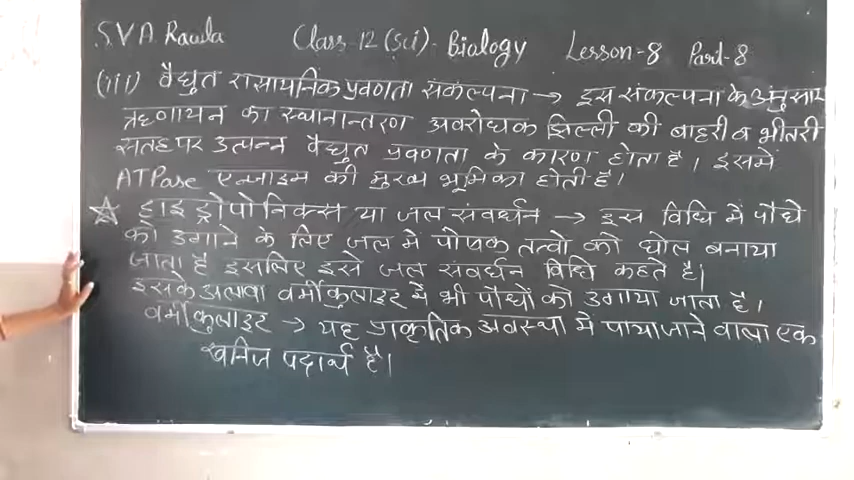 S.V.A. Raula Class-12 (Sci). Biology Lesson-8 Part-8
(iii) वैद्युत रासायनिक प्रवणता संकल्पना → इस संकल्पना के अनुसार
ऋणायन का स्थानान्तरण अवरोधक झिल्ली की बाहरी व भीतरी
सतह पर उत्पन्न वैद्युत प्रवणता के कारण होता है। इसमें
ATPase एन्जाइम की मुख्य भूमिका होती है।
☆ हाइड्रोपोनिक्स या जल संवर्धन → इस विधि में पौधे
को उगाने के लिए जल में पोषक तत्वों को घोल बनाया
जाता है इसलिए इसे जल संवर्धन विधि कहते है।
इसके अलावा वर्मीकुलाइट में भी पौधों को उगाया जाता है।
वर्मीकुलाइट → यह प्राकृतिक अवस्था में पाया जाने वाला एक
खनिज पदार्थ है।